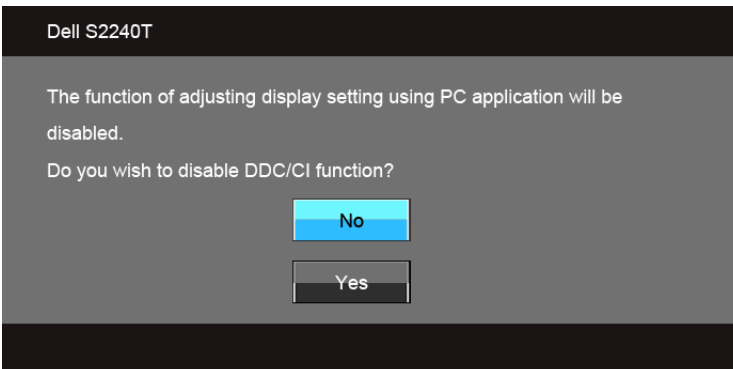 Dell S2240T
The function of adjusting display setting using PC application will be
disabled.
Do you wish to disable DDC/CI function?
No
Yes